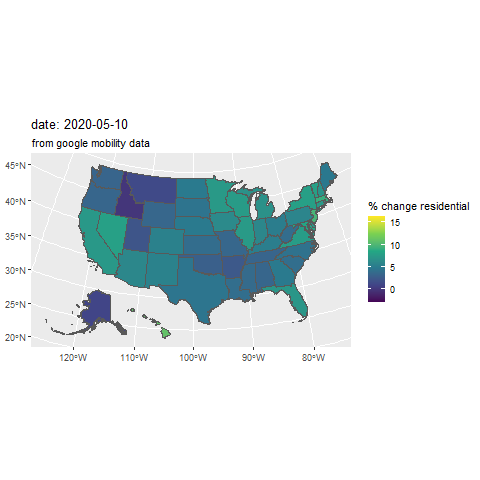 date: 2020-05-10
from google mobility data
45°N
40°N
35°N
30°N
25°N
20°N
120°W
110°W
100°W
90°W
80°W
% change residential
15
10
5
0